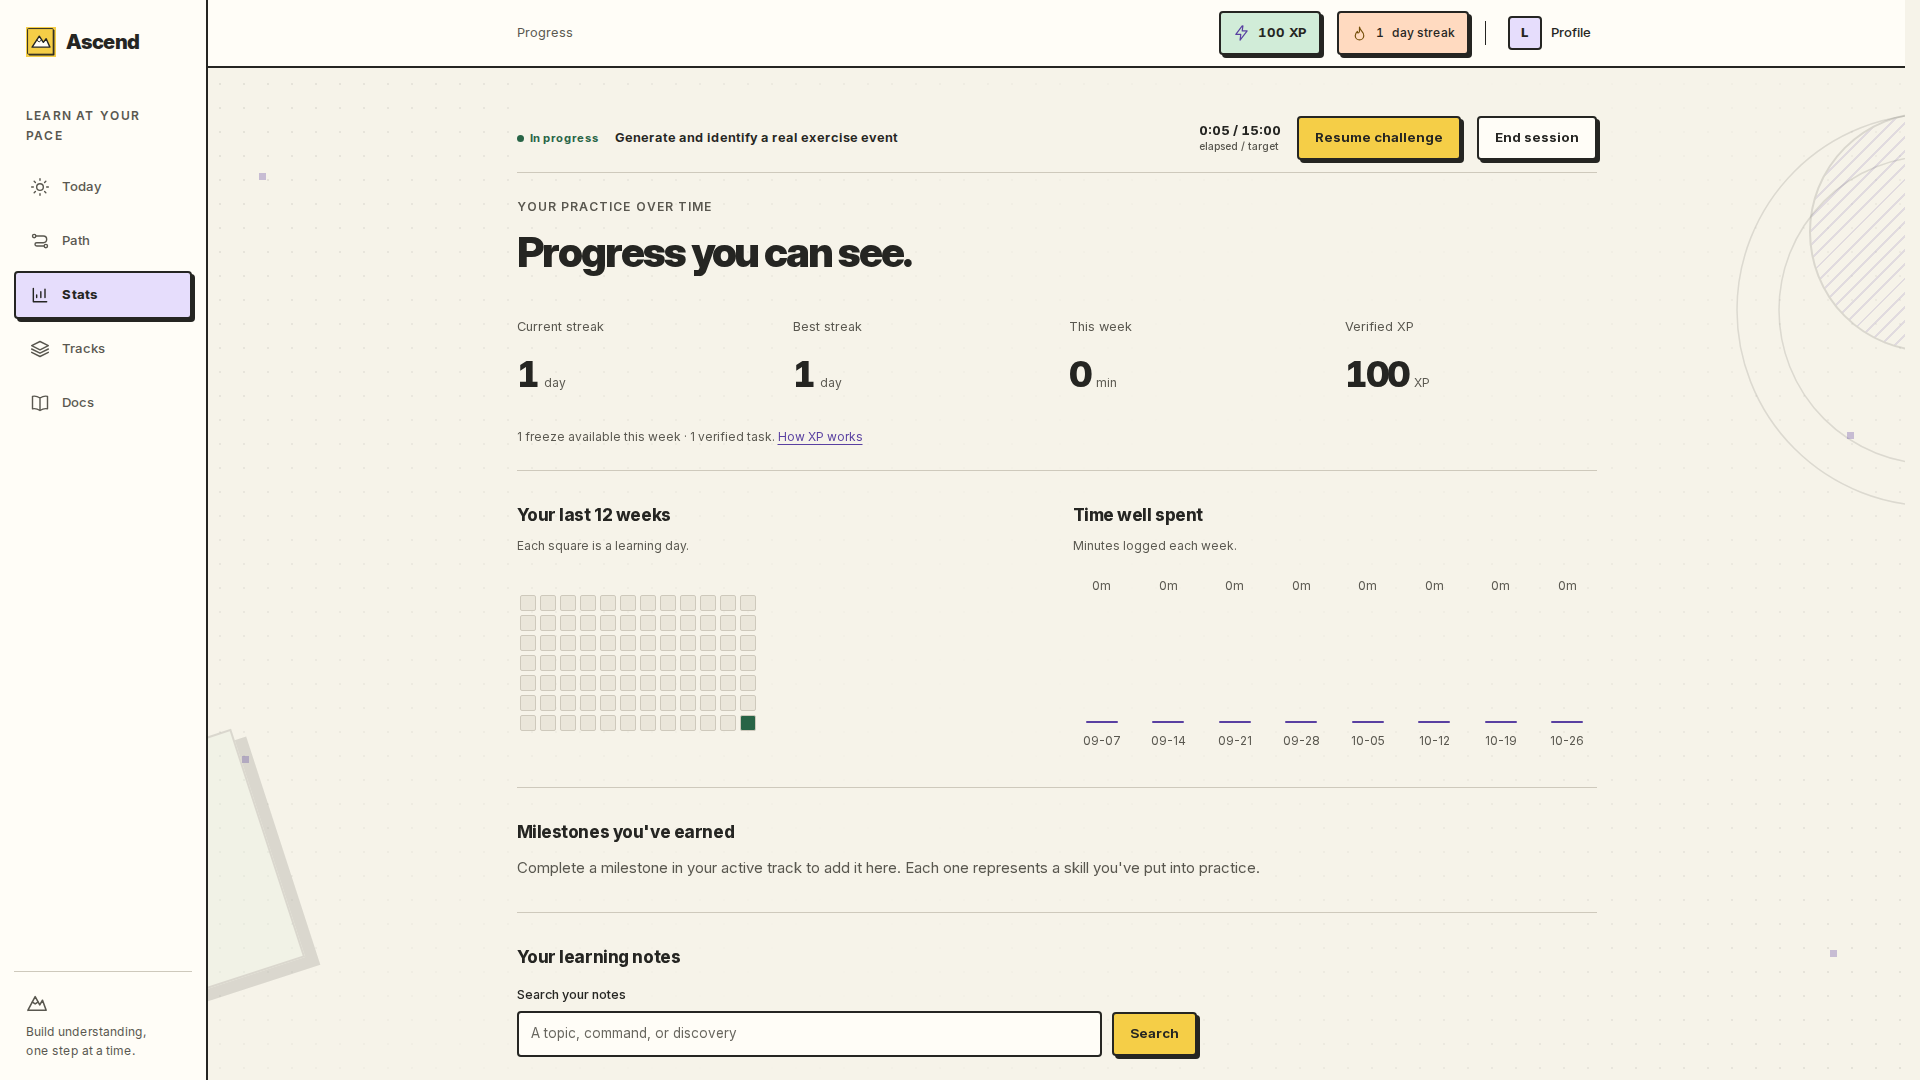 Ascend
LEARN AT YOUR
PACE
Today
Path
Stats
Tracks
Docs
Build understanding,
one step at a time.
Progress
100 XP
1 day streak
L
Profile
In progress
Generate and identify a real exercise event
0:05 / 15:00
elapsed / target
Resume challenge
End session
YOUR PRACTICE OVER TIME
Progress you can see.
Current streak
1 day
Best streak
1 day
This week
0 min
Verified XP
100 XP
1 freeze available this week · 1 verified task. How XP works
Your last 12 weeks
Each square is a learning day.
Time well spent
Minutes logged each week.
0m 0m 0m 0m 0m 0m 0m 0m
09-07 09-14 09-21 09-28 10-05 10-12 10-19 10-26
Milestones you've earned
Complete a milestone in your active track to add it here. Each one represents a skill you've put into practice.
Your learning notes
Search your notes
A topic, command, or discovery
Search